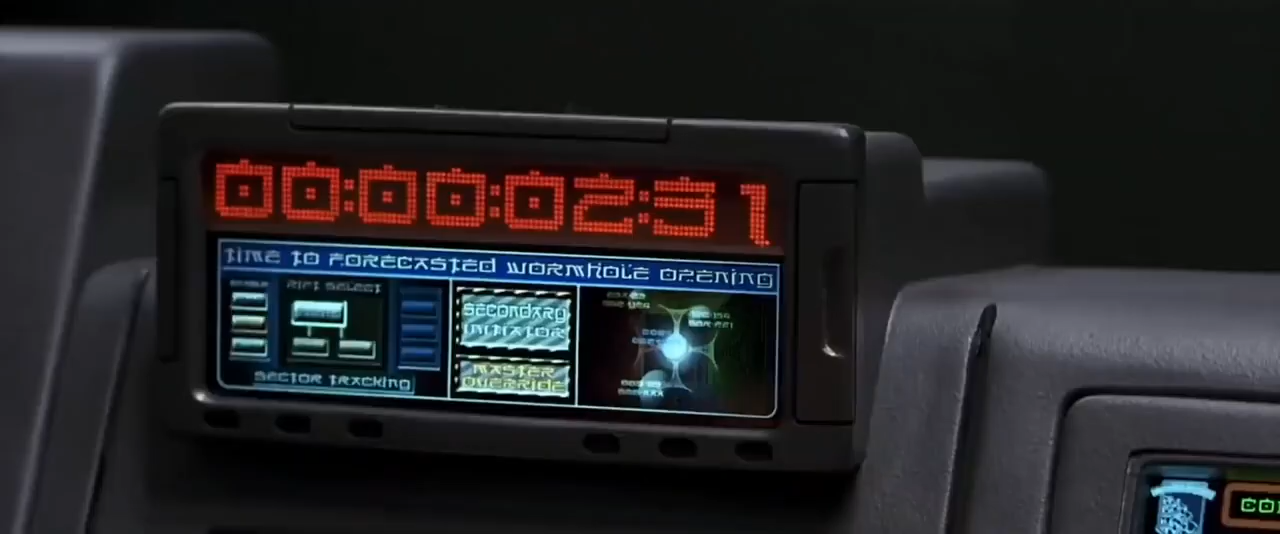 00:00:02:31
TIME TO FORECASTED WORMHOLE OPENING
RIFT SELECT
SECTOR TRACKING
SECONDARY
INITIATOR
MASTER
OVERRIDE